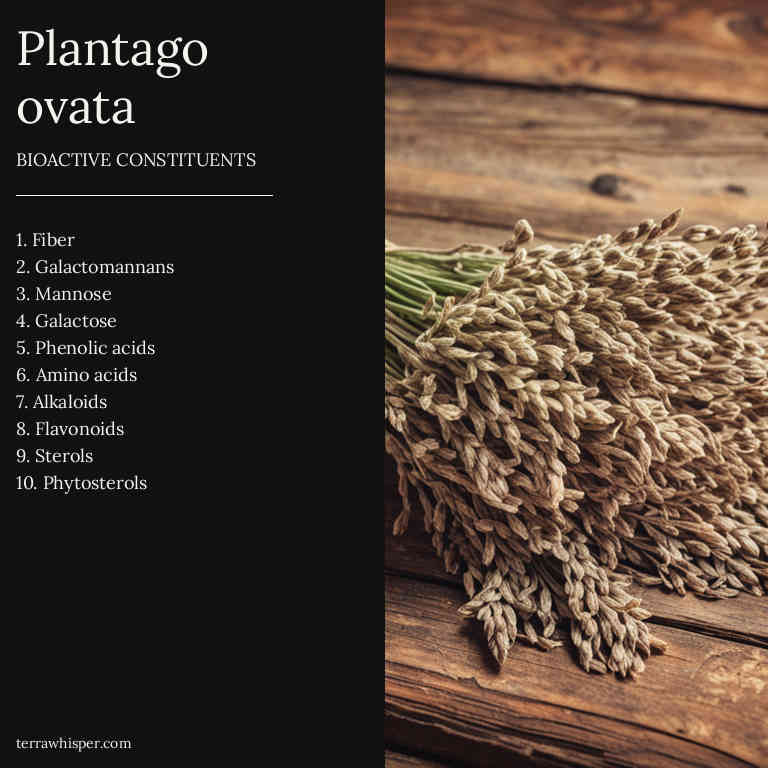 Plantago
ovata
BIOACTIVE CONSTITUENTS
1. Fiber
2. Galactomannans
3. Mannose
4. Galactose
5. Phenolic acids
6. Amino acids
7. Alkaloids
8. Flavonoids
9. Sterols
10. Phytosterols
terrawhisper.com